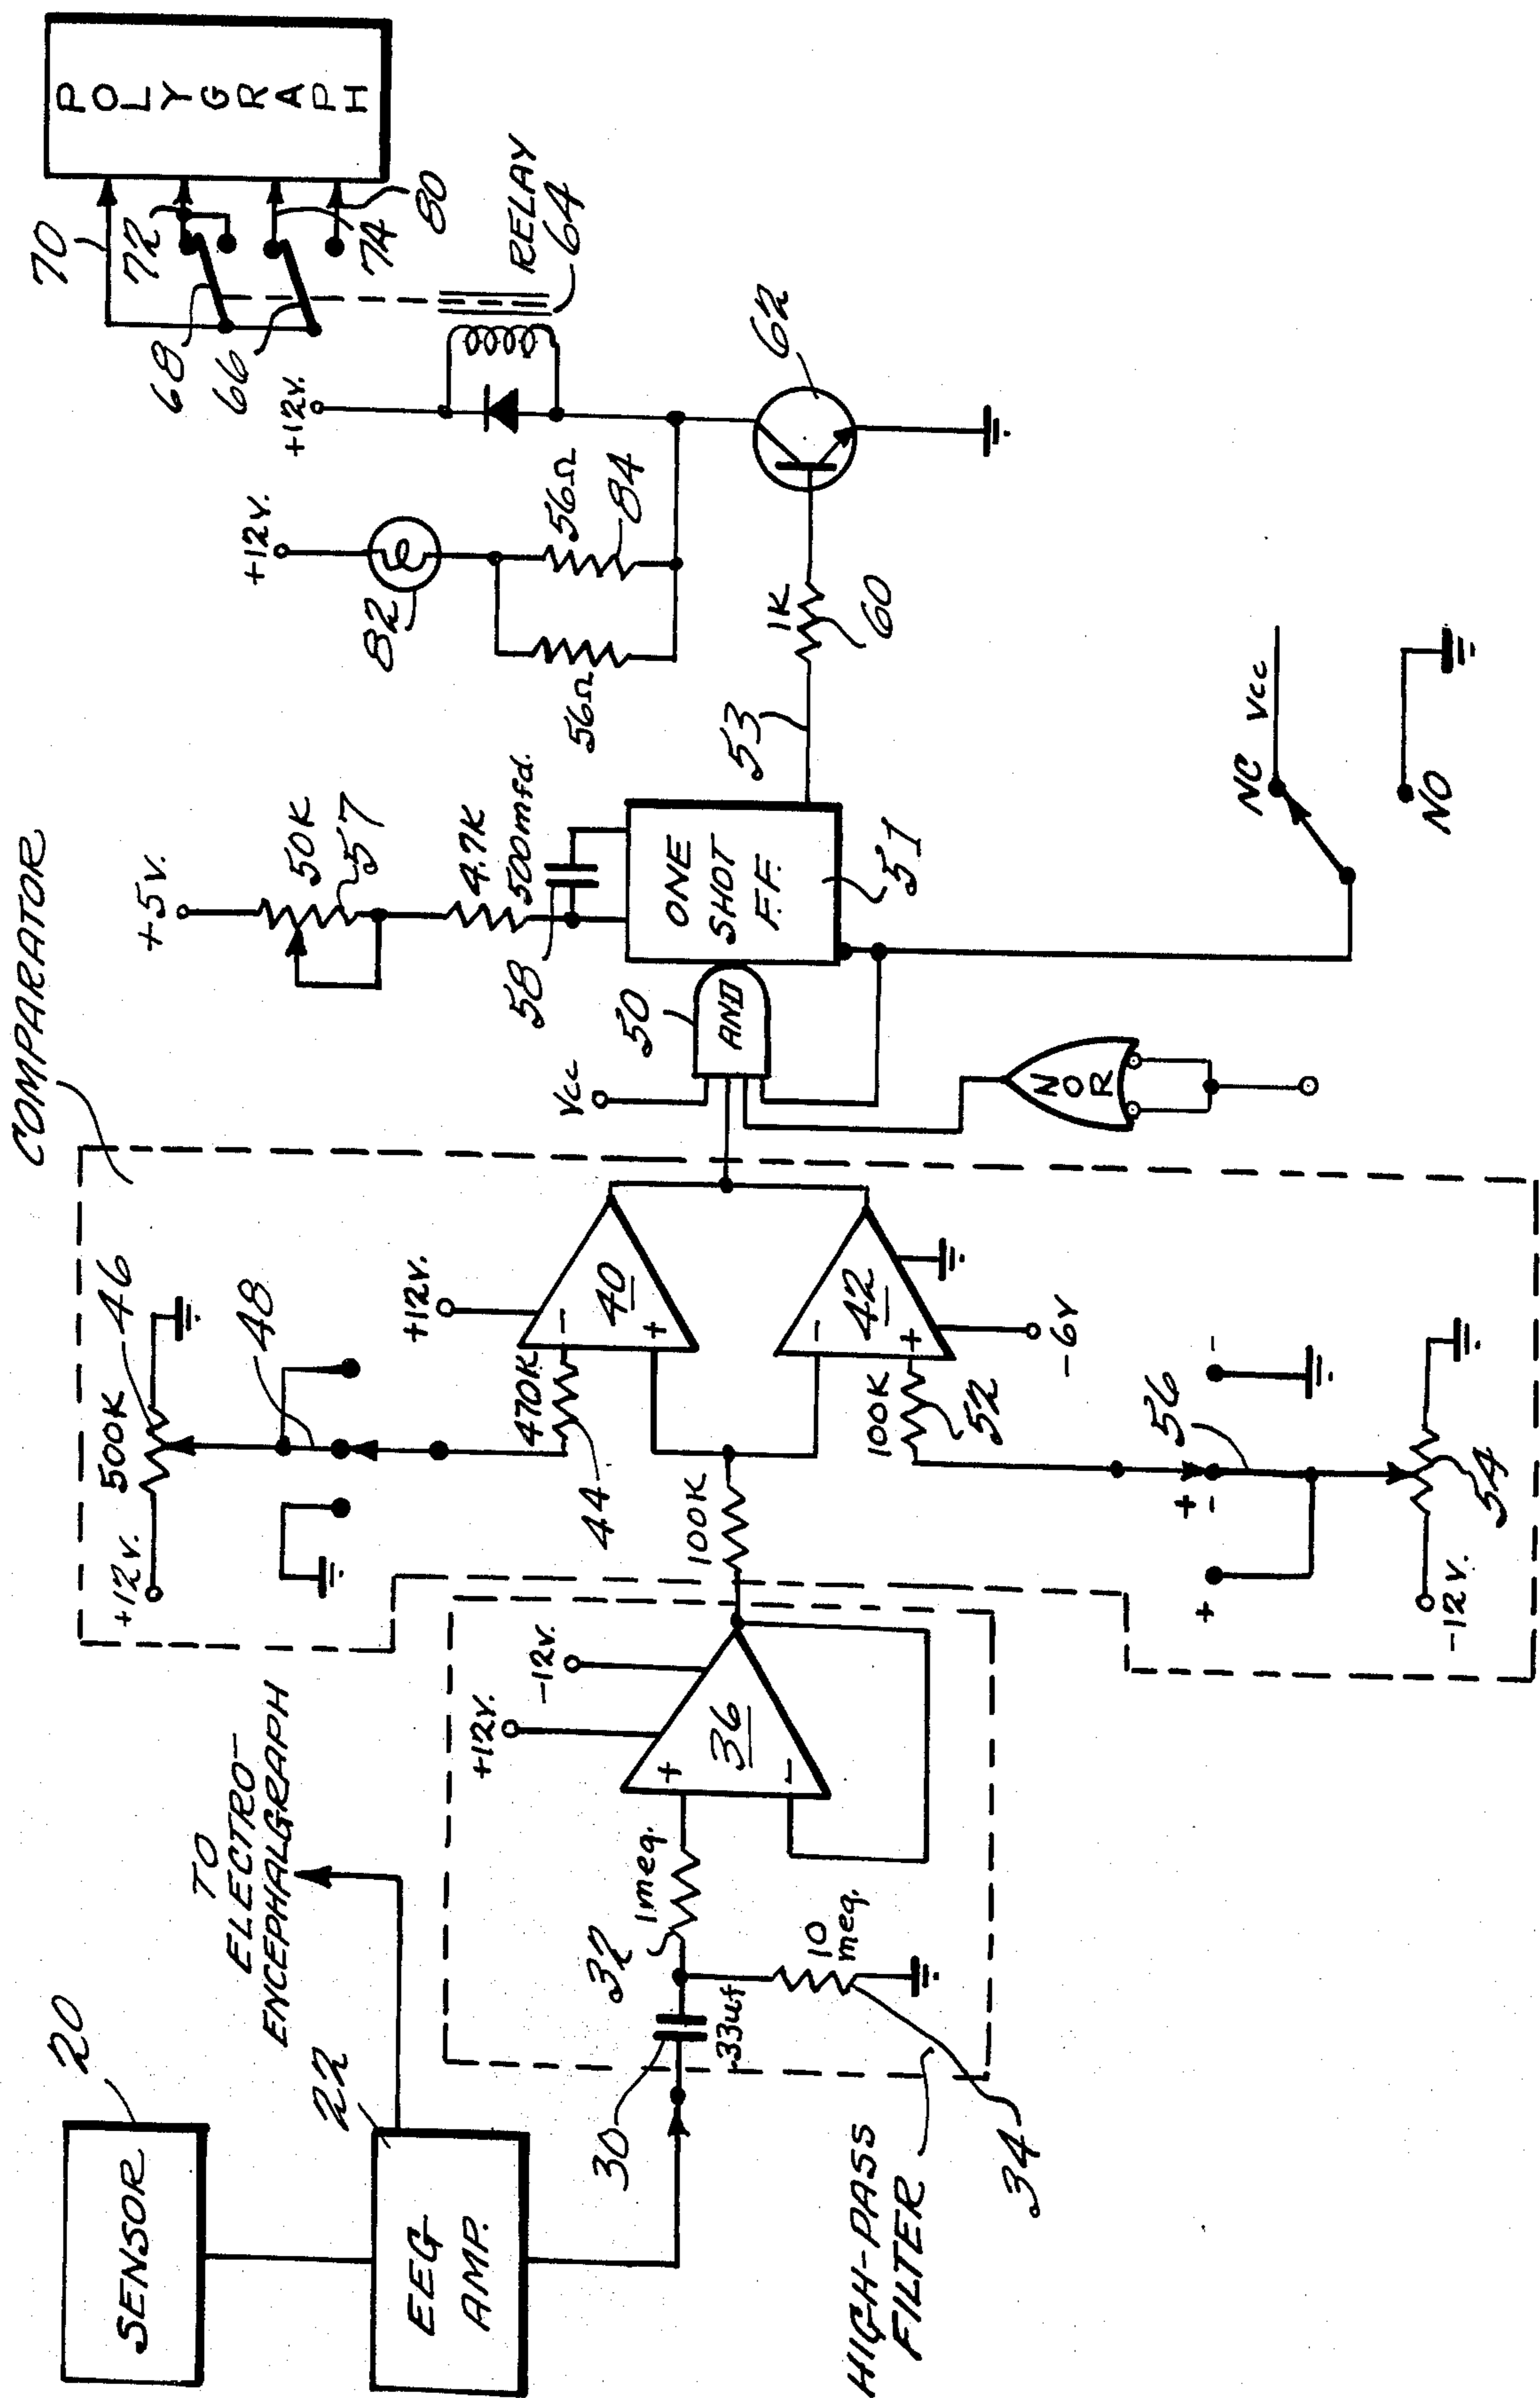 SENSOR
20
EEG
AMP.
22
TO
ELECTRO-
ENCEPHALGRAPH
HIGH-PASS
FILTER
30
.33uf
32
1meg.
10
meg.
34
+12v.
-12v.
36
+
-
COMPARATOR
+12v.
500K
46
48
470K
44
100K
+12v.
40
-
+
42
-
+
-6v
100K
52
56
+
+
-
-
-12v.
54
Vcc
50
AND
NOR
+5v.
50K
57
4.7K
500mfd.
58
ONE
SHOT
F.F.
51
53
NC
Vcc
NO
1K
60
62
+12v.
82
56Ω
56Ω
84
+12v.
RELAY
64
66
68
70
72
74
80
POLYGRAPH